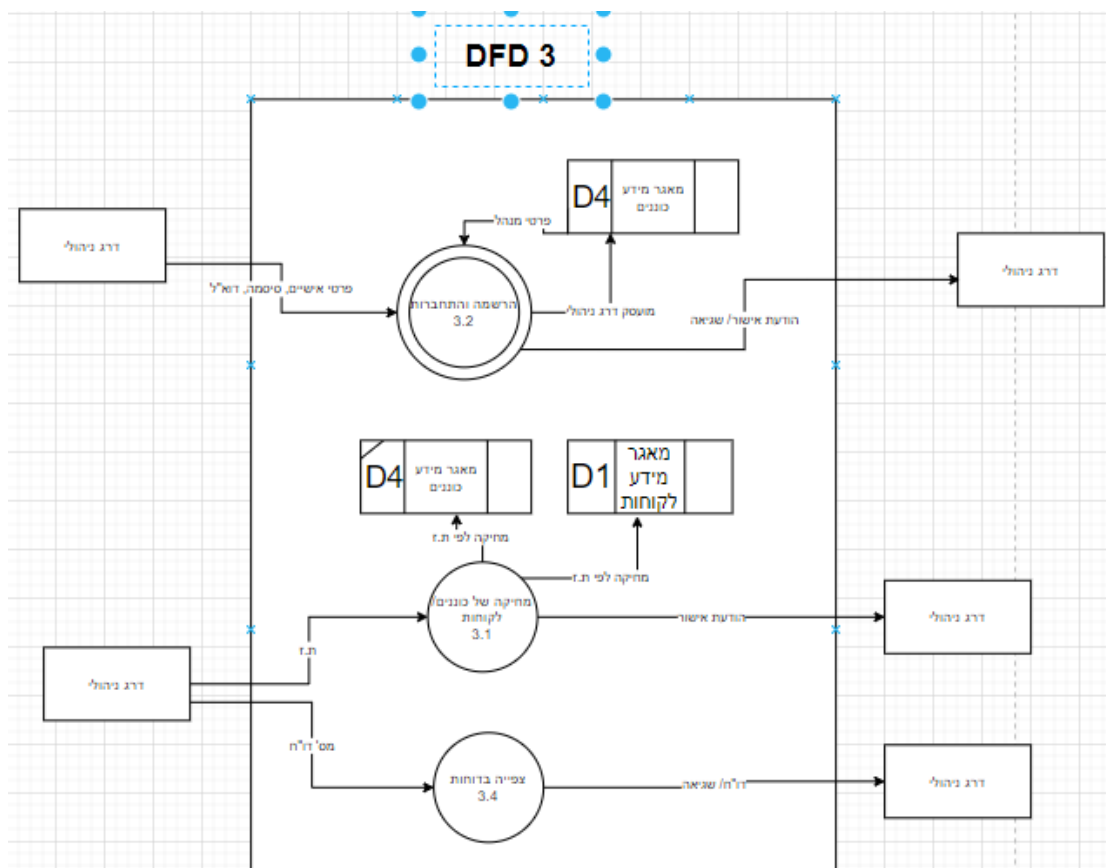 DFD 3
D4
מאגר מידע
כוננים
פרטי מנהל
דרג ניהולי
דרג ניהולי
פרטי אישיים, סיסמה, דוא"ל
הרשמה והתחברות
3.2
מועסק דרג ניהולי
הודעת אישור/ שגיאה
D4
מאגר מידע
כוננים
D1
מאגר
מידע
לקוחות
מחיקה לפי ת.ז
מחיקה לפי ת.ז
מחיקה של כוננים/
לקוחות
3.1
הודעת אישור
דרג ניהולי
ת.ז
דרג ניהולי
מס' דו"ח
צפייה בדוחות
3.4
דו"ח/ שגיאה
דרג ניהולי